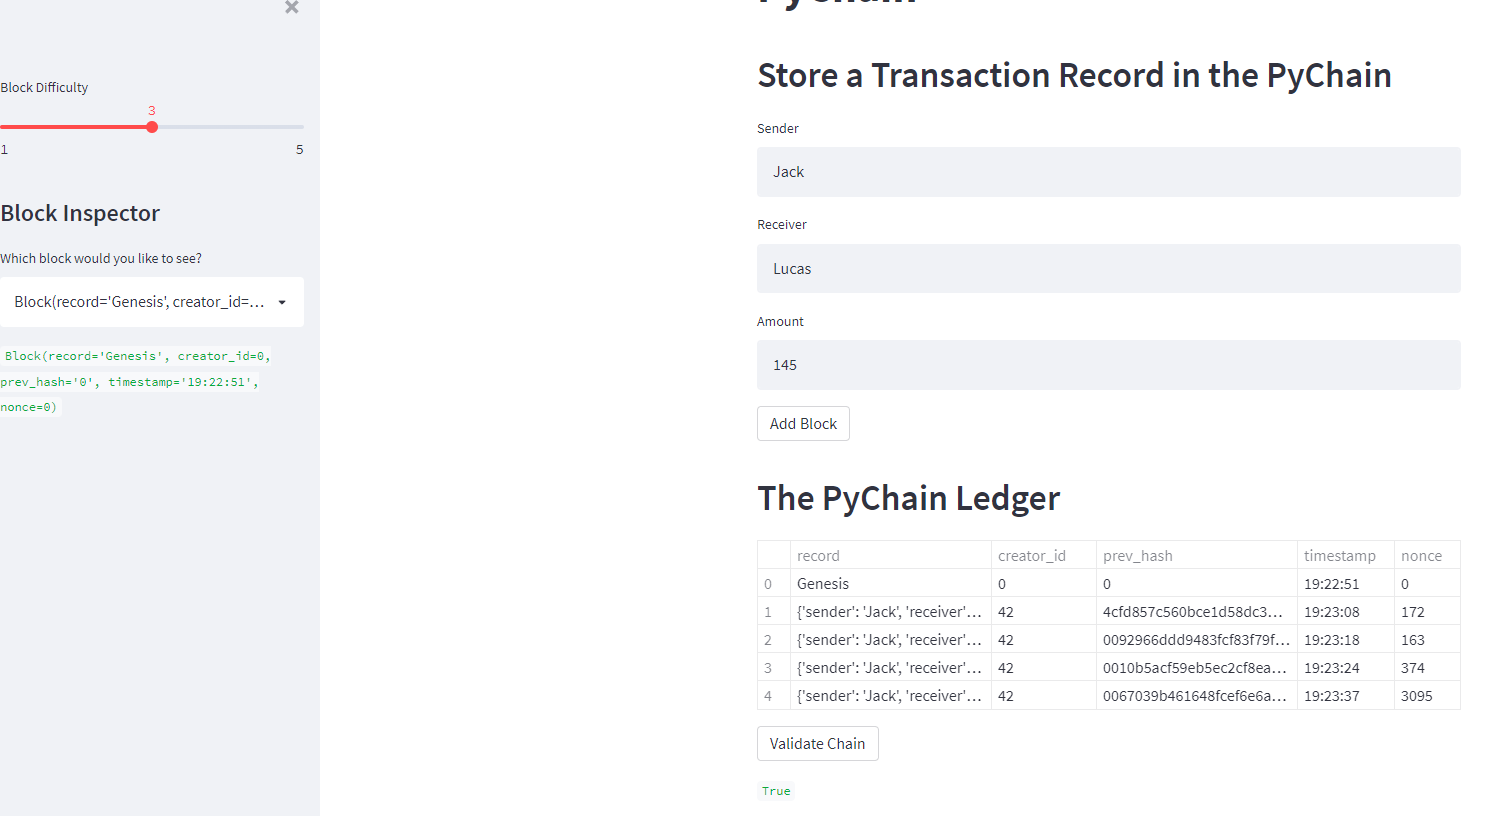 ×
Block Difficulty
3
1 5
Block Inspector
Which block would you like to see?
Block(record='Genesis', creator_id=...
Block(record='Genesis', creator_id=0,
prev_hash='0', timestamp='19:22:51',
nonce=0)
PyChain
Store a Transaction Record in the PyChain
Sender
Jack
Receiver
Lucas
Amount
145
Add Block
The PyChain Ledger
record creator_id prev_hash timestamp nonce
0 Genesis 0 0 19:22:51 0
1 {'sender': 'Jack', 'receiver'... 42 4cfd857c560bce1d58dc3... 19:23:08 172
2 {'sender': 'Jack', 'receiver'... 42 0092966ddd9483fcf83f79f... 19:23:18 163
3 {'sender': 'Jack', 'receiver'... 42 0010b5acf59eb5ec2cf8ea... 19:23:24 374
4 {'sender': 'Jack', 'receiver'... 42 0067039b461648fcef6e6a... 19:23:37 3095
Validate Chain
True